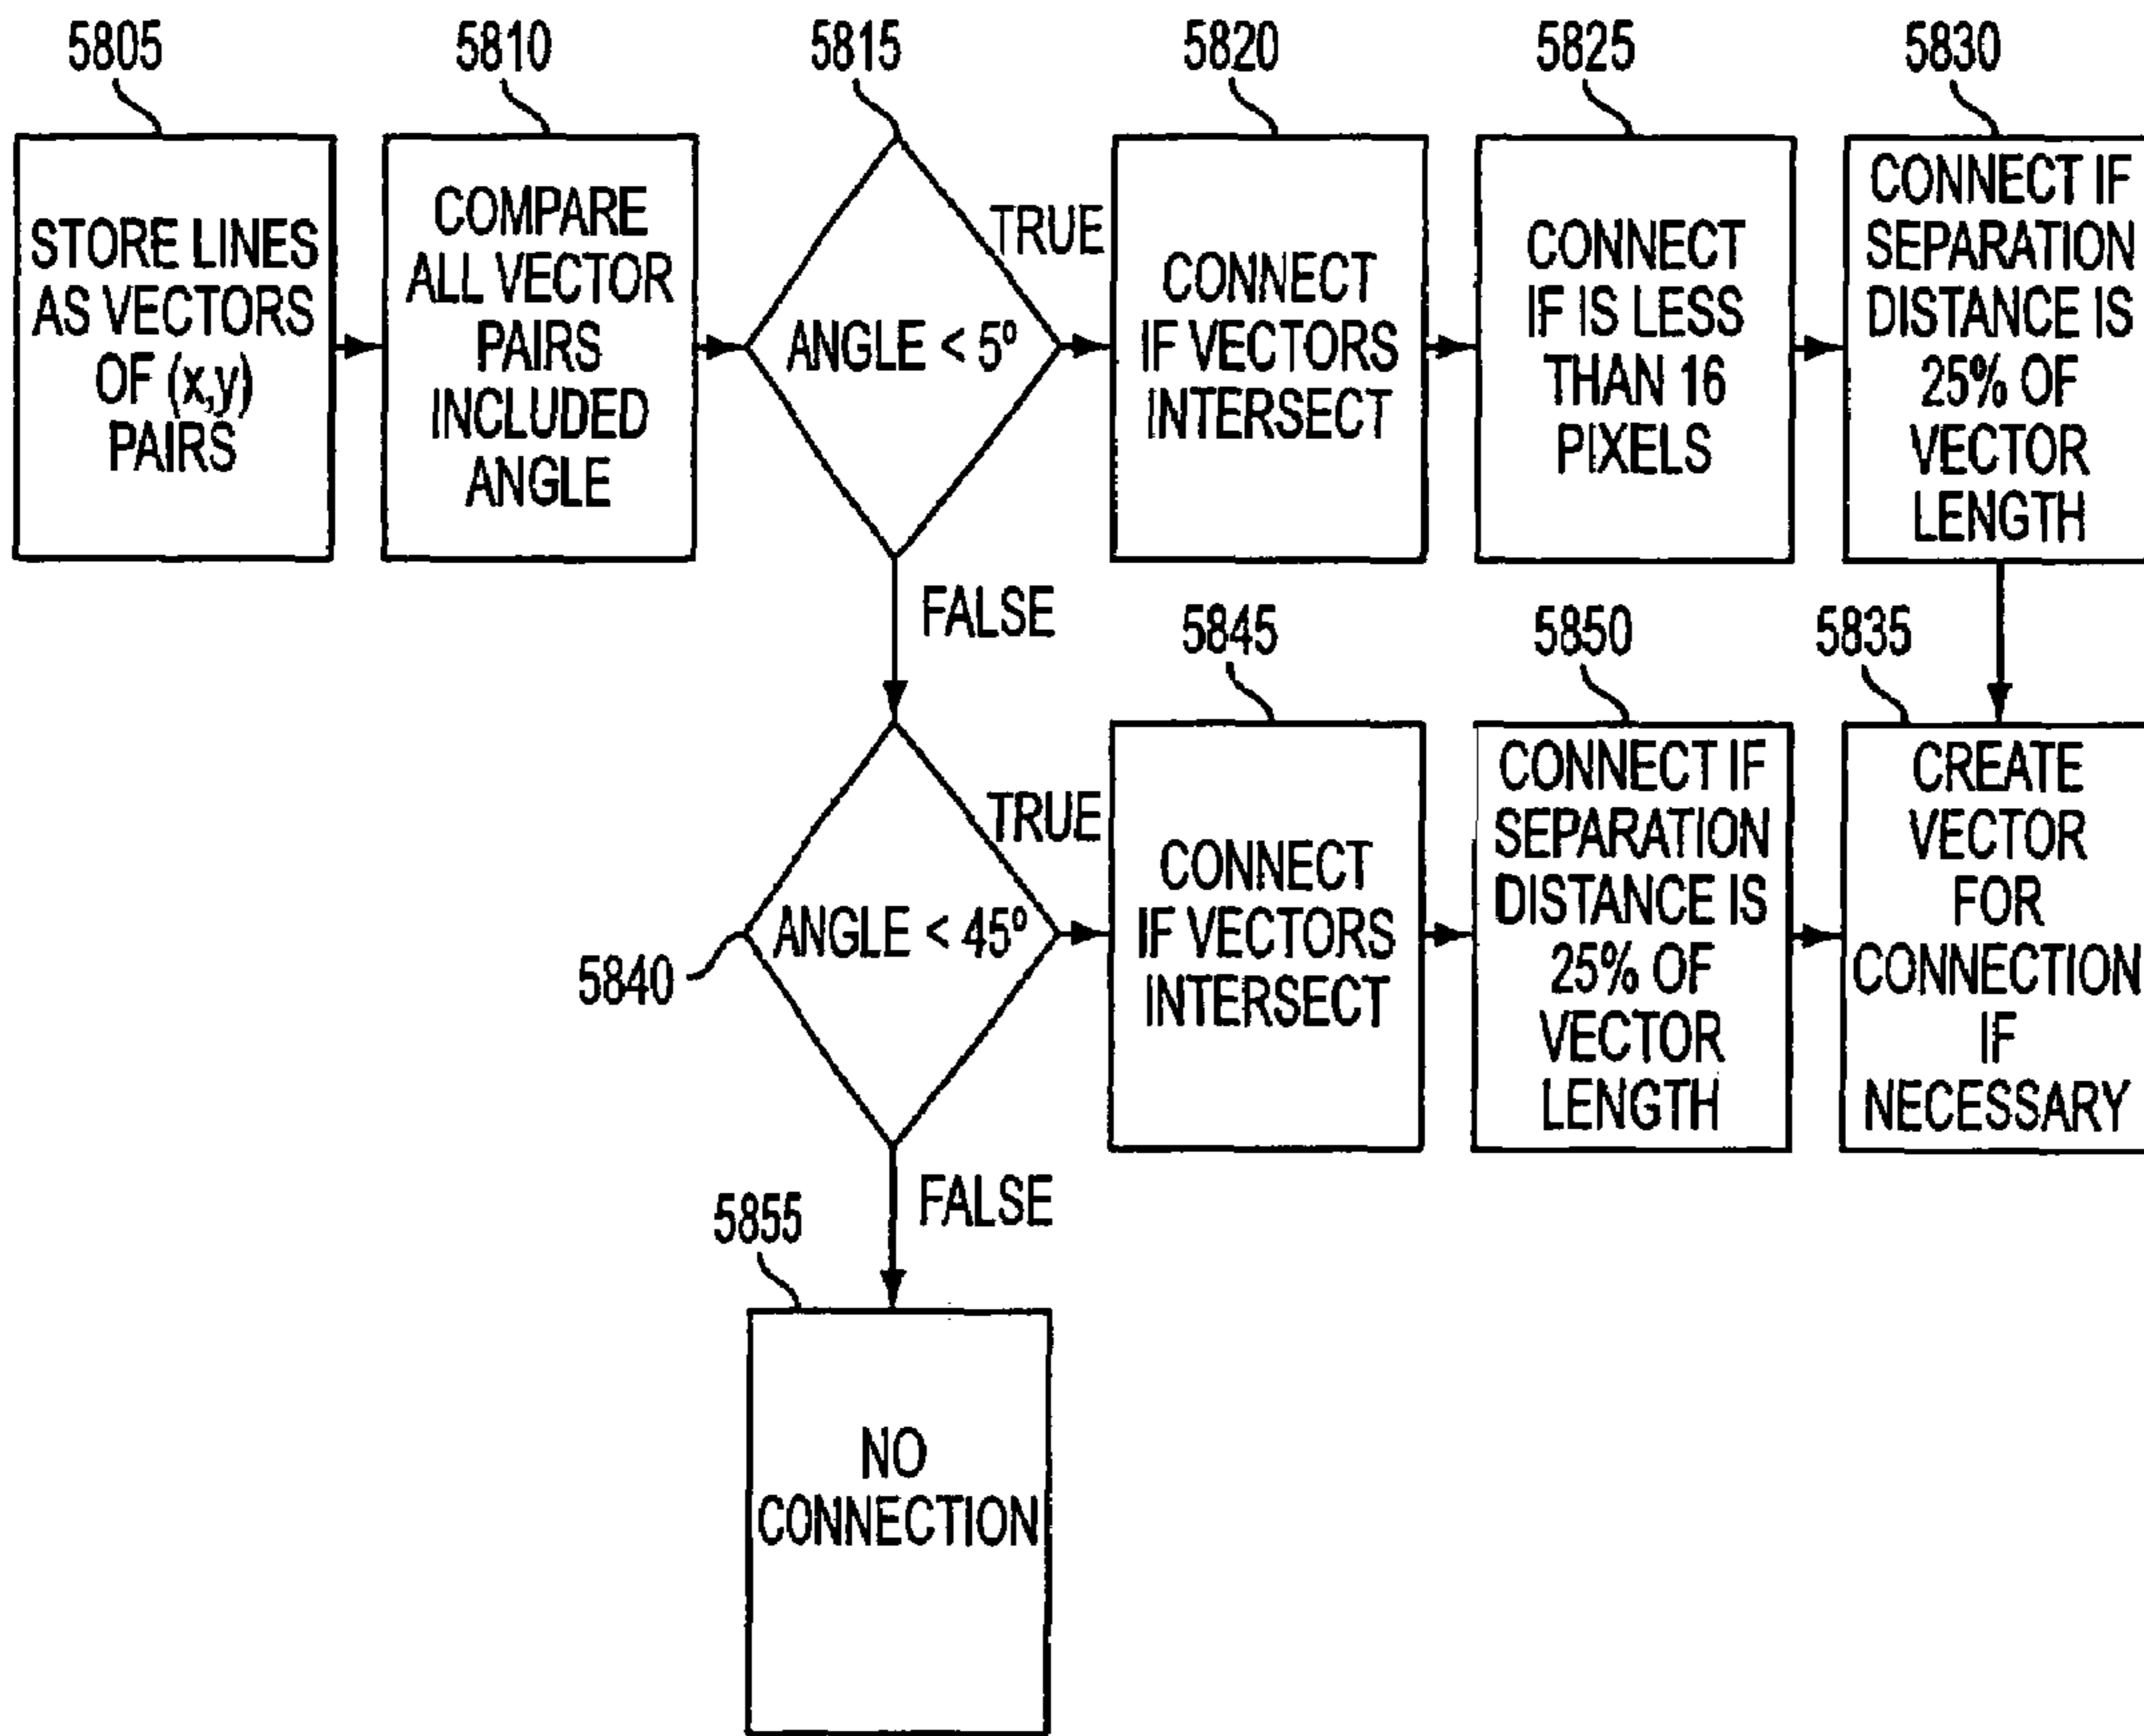 5805
5810
5815
5820
5825
5830
STORE LINES
AS VECTORS
OF (x,y)
PAIRS
COMPARE
ALL VECTOR
PAIRS
INCLUDED
ANGLE
ANGLE < 5º
TRUE
CONNECT
IF VECTORS
INTERSECT
CONNECT
IF IS LESS
THAN 16
PIXELS
CONNECT IF
SEPARATION
DISTANCE IS
25% OF
VECTOR
LENGTH
FALSE
5845
5850
5835
5840
ANGLE < 45º
TRUE
CONNECT
IF VECTORS
INTERSECT
CONNECT IF
SEPARATION
DISTANCE IS
25% OF
VECTOR
LENGTH
CREATE
VECTOR
FOR
CONNECTION
IF
NECESSARY
FALSE
5855
NO
CONNECTION